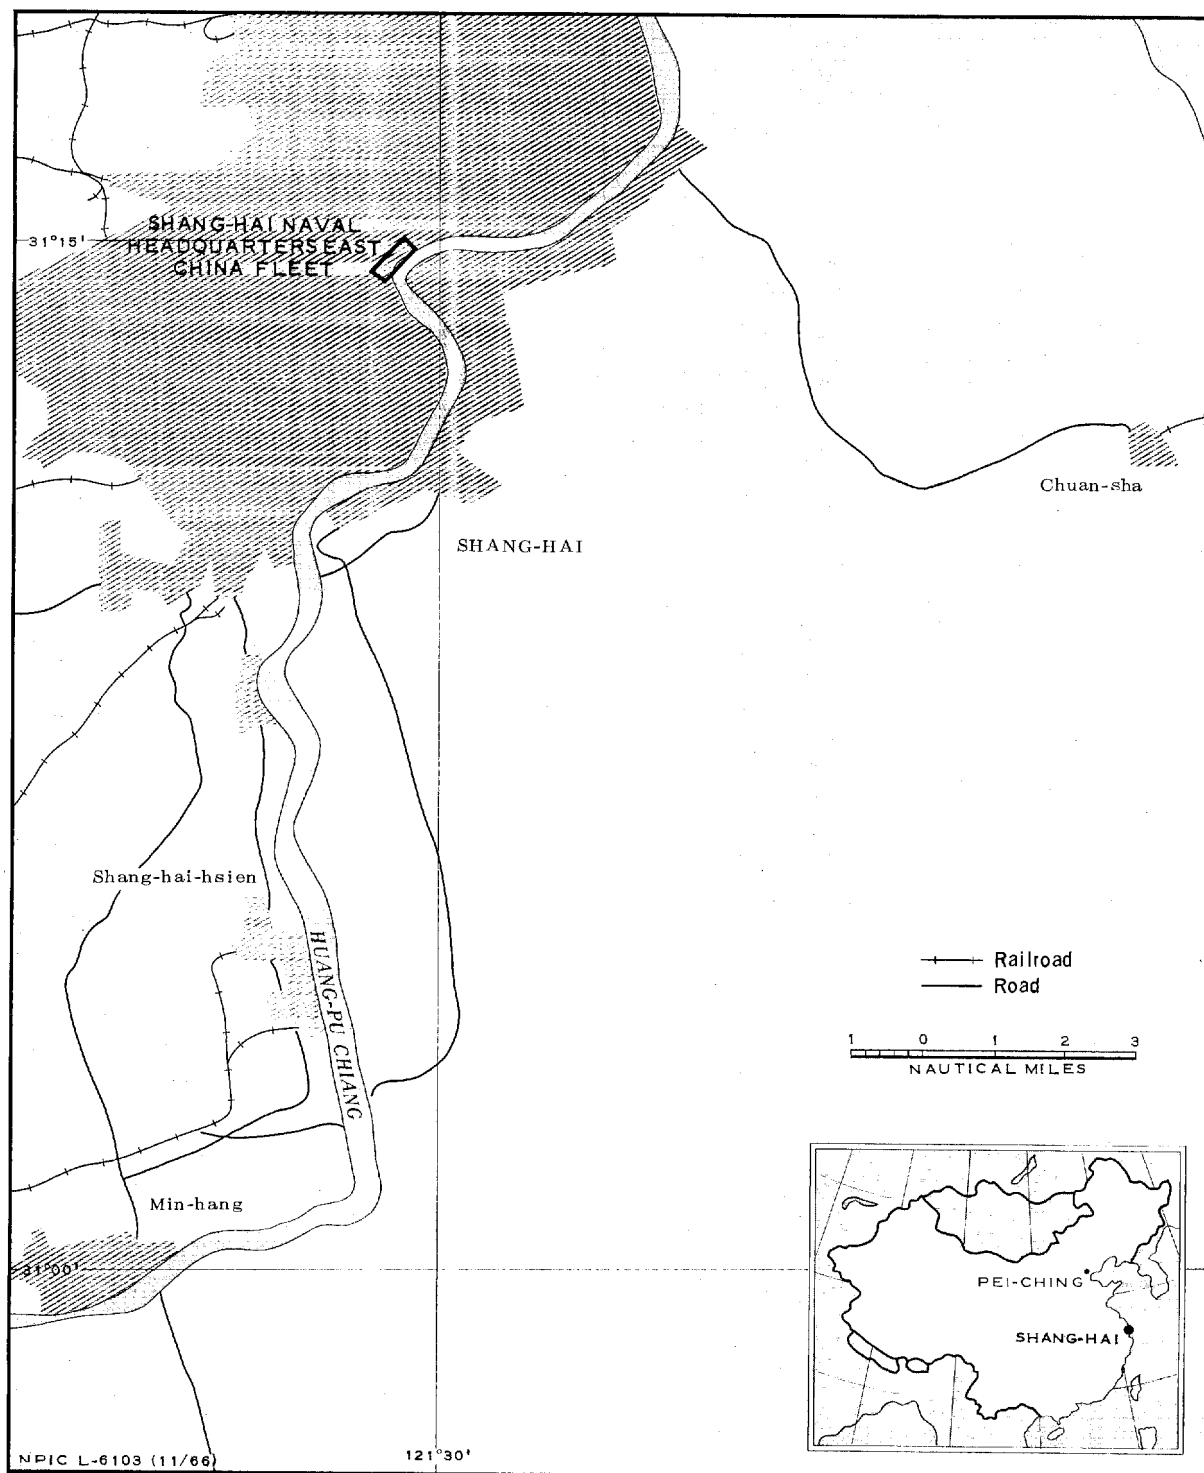 SHANG-HAI NAVAL
HEADQUARTERS EAST
CHINA FLEET
31°15'
Chuan-sha
SHANG-HAI
Shang-hai-hsien
HUANG-PU CHIANG
Railroad
Road
1 0 1 2 3
NAUTICAL MILES
Min-hang
31°00'
PEI-CHING
SHANG-HAI
NPIC L-6103 (11/66)
121°30'